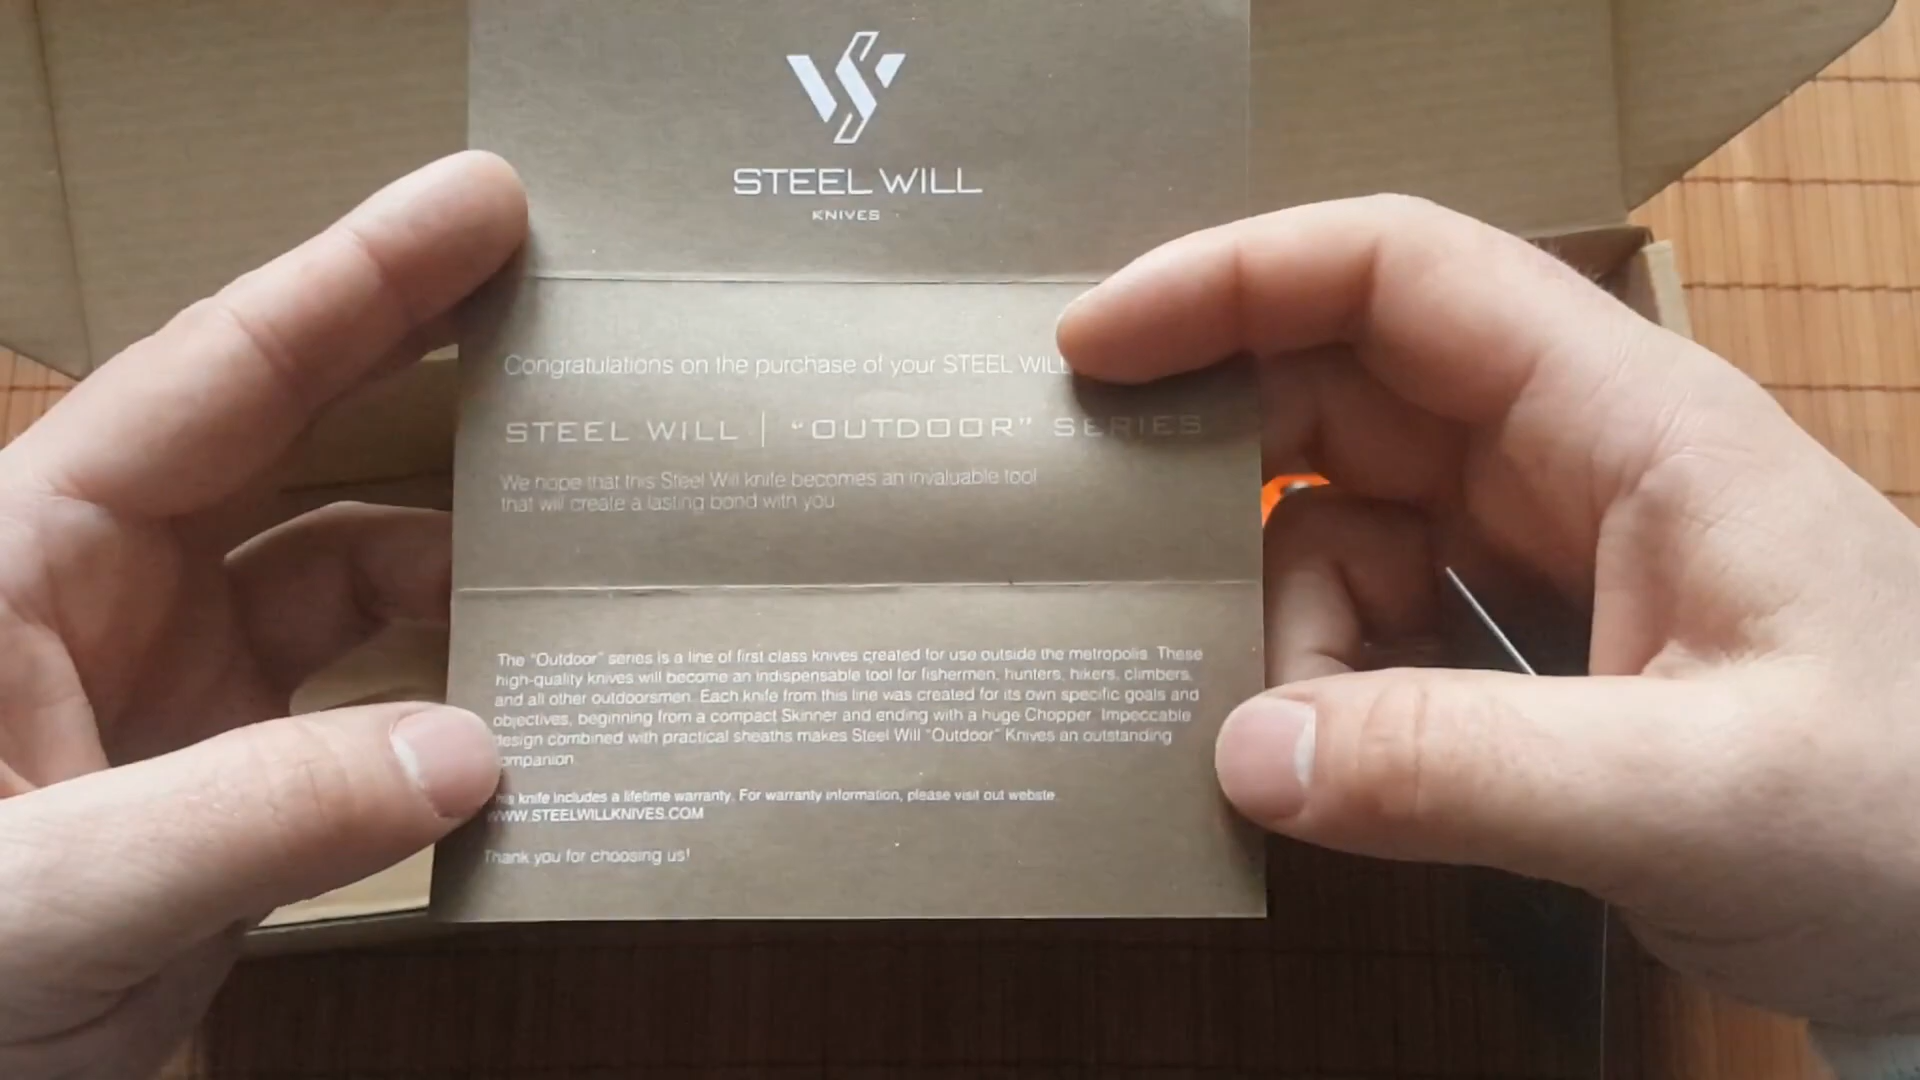 STEEL WILL
KNIVES
Congratulations on the purchase of your STEEL WILL
STEEL WILL | "OUTDOOR" SERIES
We hope that this Steel Will knife becomes an invaluable tool
that will create a lasting bond with you.
The "Outdoor" series is a line of first class knives created for use outside the metropolis. These
high-quality knives will become an indispensable tool for fishermen, hunters, hikers, climbers,
and all other outdoorsmen. Each knife from this line was created for its own specific goals and
objectives, beginning from a compact Skinner and ending with a huge Chopper. Impeccable
design combined with practical sheaths makes Steel Will "Outdoor" Knives an outstanding
ompanion.
his knife includes a lifetime warranty. For warranty information, please visit out website
WWW.STEELWILLKNIVES.COM
Thank you for choosing us!